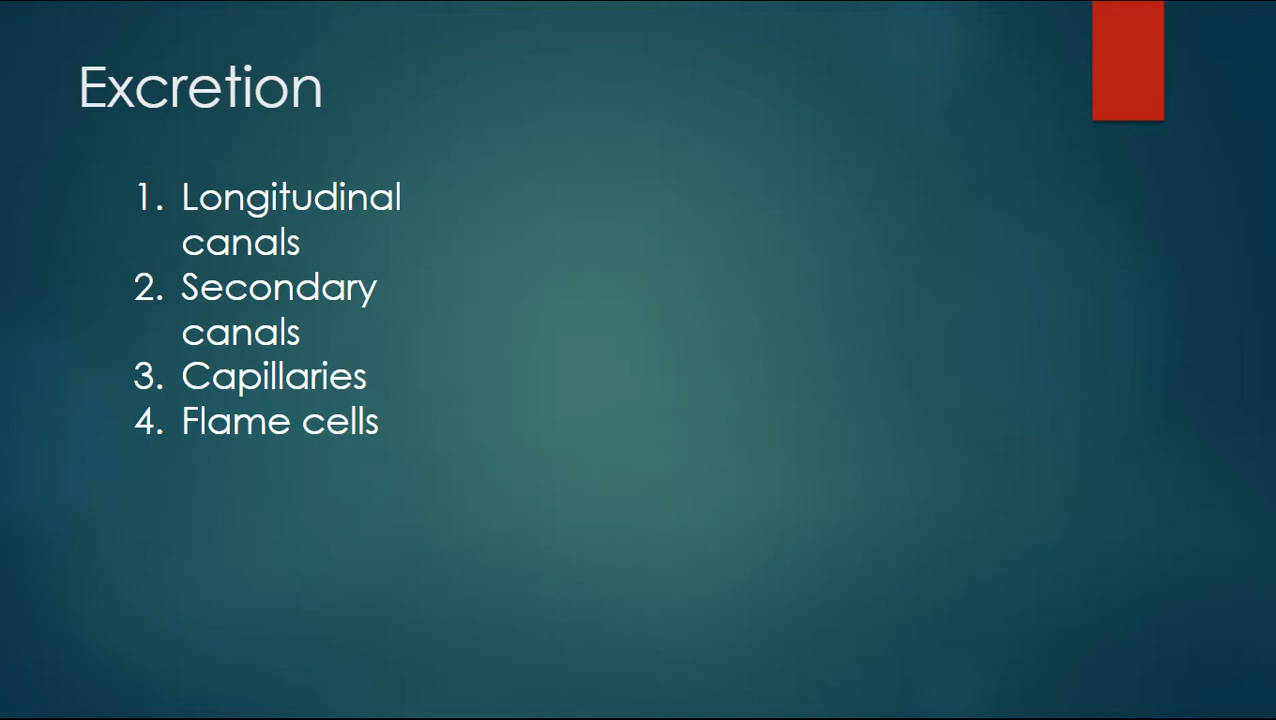 Excretion
1. Longitudinal
canals
2. Secondary
canals
3. Capillaries
4. Flame cells